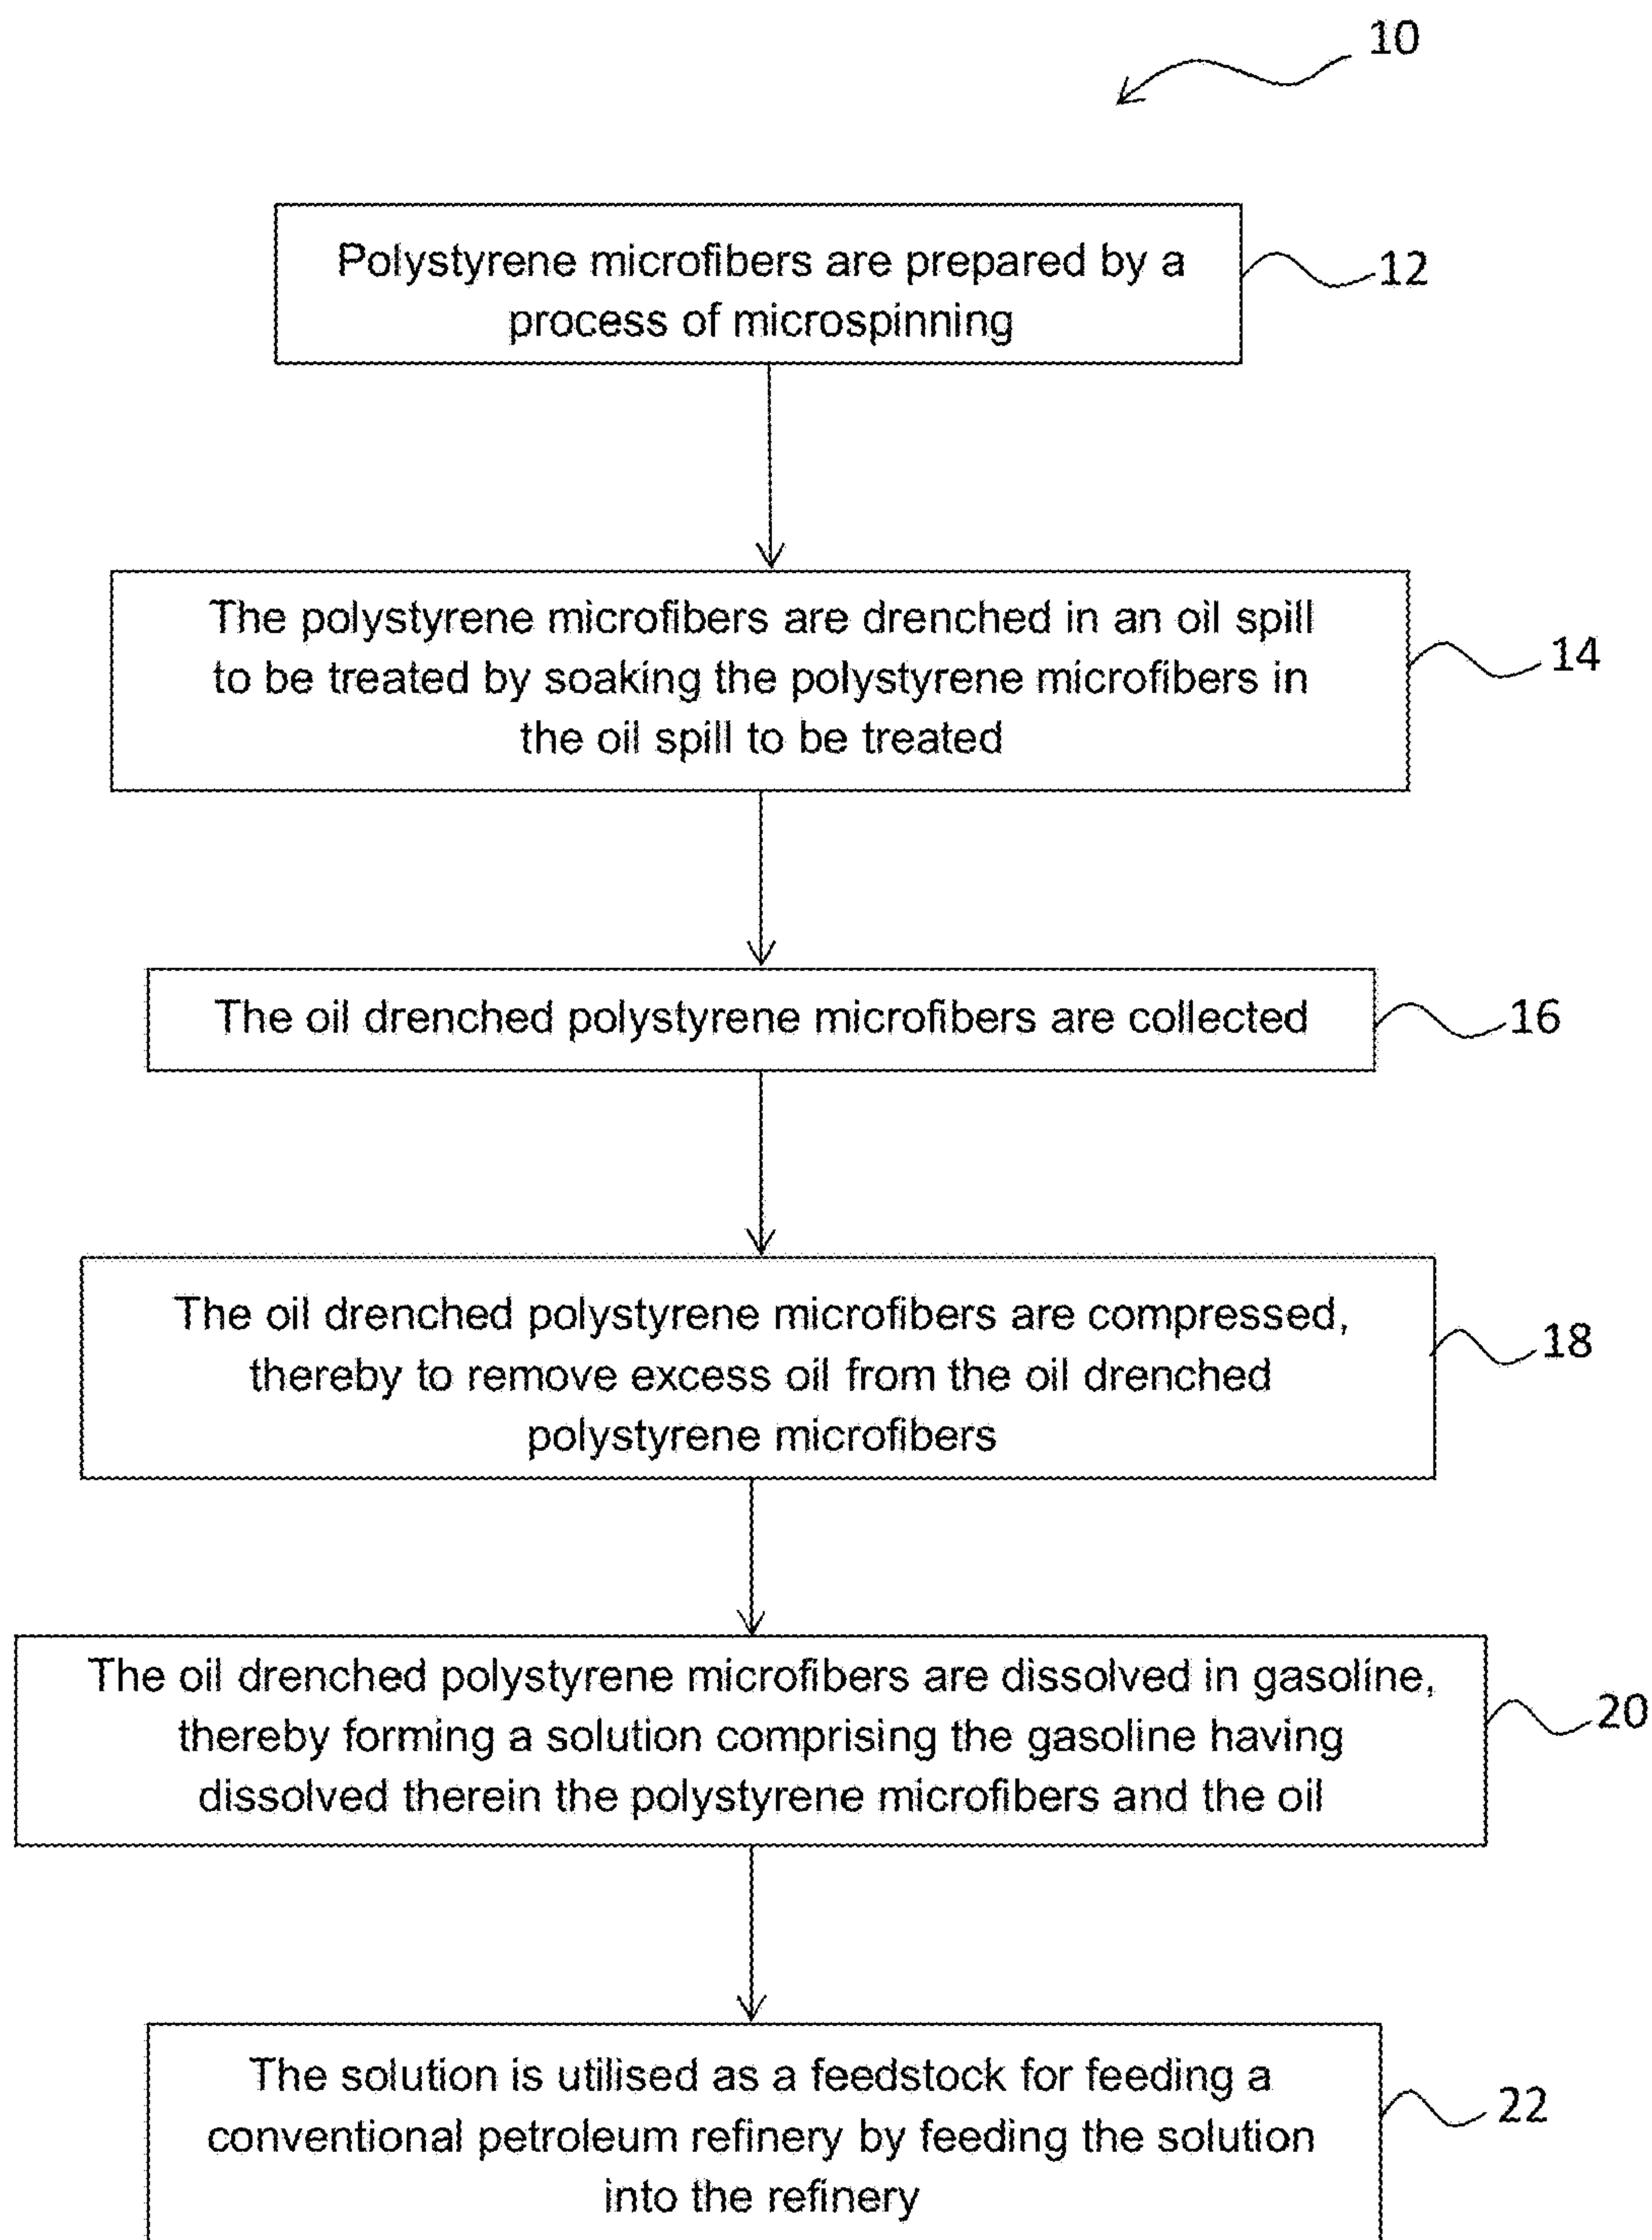 10
Polystyrene microfibers are prepared by a
process of microspinning
12
The polystyrene microfibers are drenched in an oil spill
to be treated by soaking the polystyrene microfibers in
the oil spill to be treated
14
The oil drenched polystyrene microfibers are collected
16
The oil drenched polystyrene microfibers are compressed,
thereby to remove excess oil from the oil drenched
polystyrene microfibers
18
The oil drenched polystyrene microfibers are dissolved in gasoline,
thereby forming a solution comprising the gasoline having
dissolved therein the polystyrene microfibers and the oil
20
The solution is utilised as a feedstock for feeding a
conventional petroleum refinery by feeding the solution
into the refinery
22